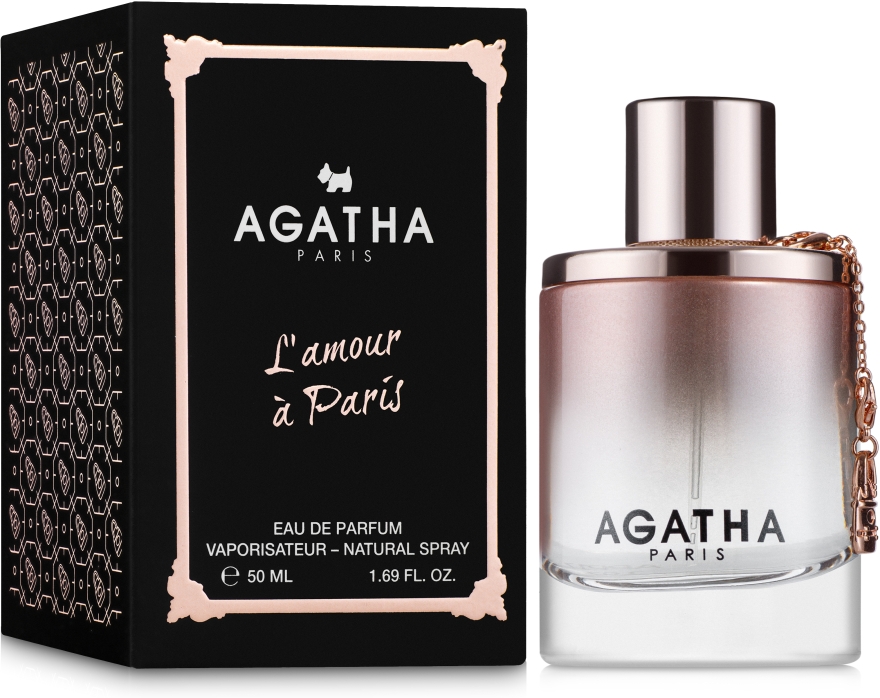 AGATHA
PARIS
L'amour
à Paris
EAU DE PARFUM
VAPORISATEUR – NATURAL SPRAY
℮ 50 ML 1.69 FL. OZ.
AGATHA
PARIS